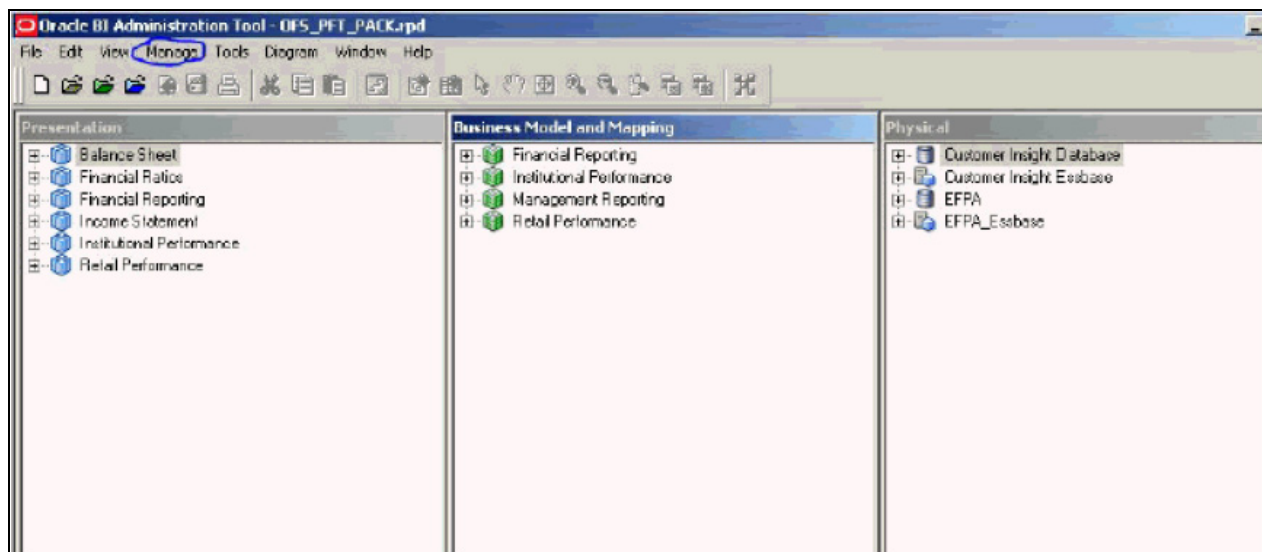 Oracle BI Administration Tool - OFS_PFT_PACK.rpd
File Edit View Manage Tools Diagram Window Help
Presentation
Balance Sheet
Financial Ratios
Financial Reporting
Income Statement
Institutional Performance
Retail Performance
Business Model and Mapping
Financial Reporting
Institutional Performance
Management Reporting
Retail Performance
Physical
Customer Insight Database
Customer Insight Essbase
EFPA
EFPA_Essbase